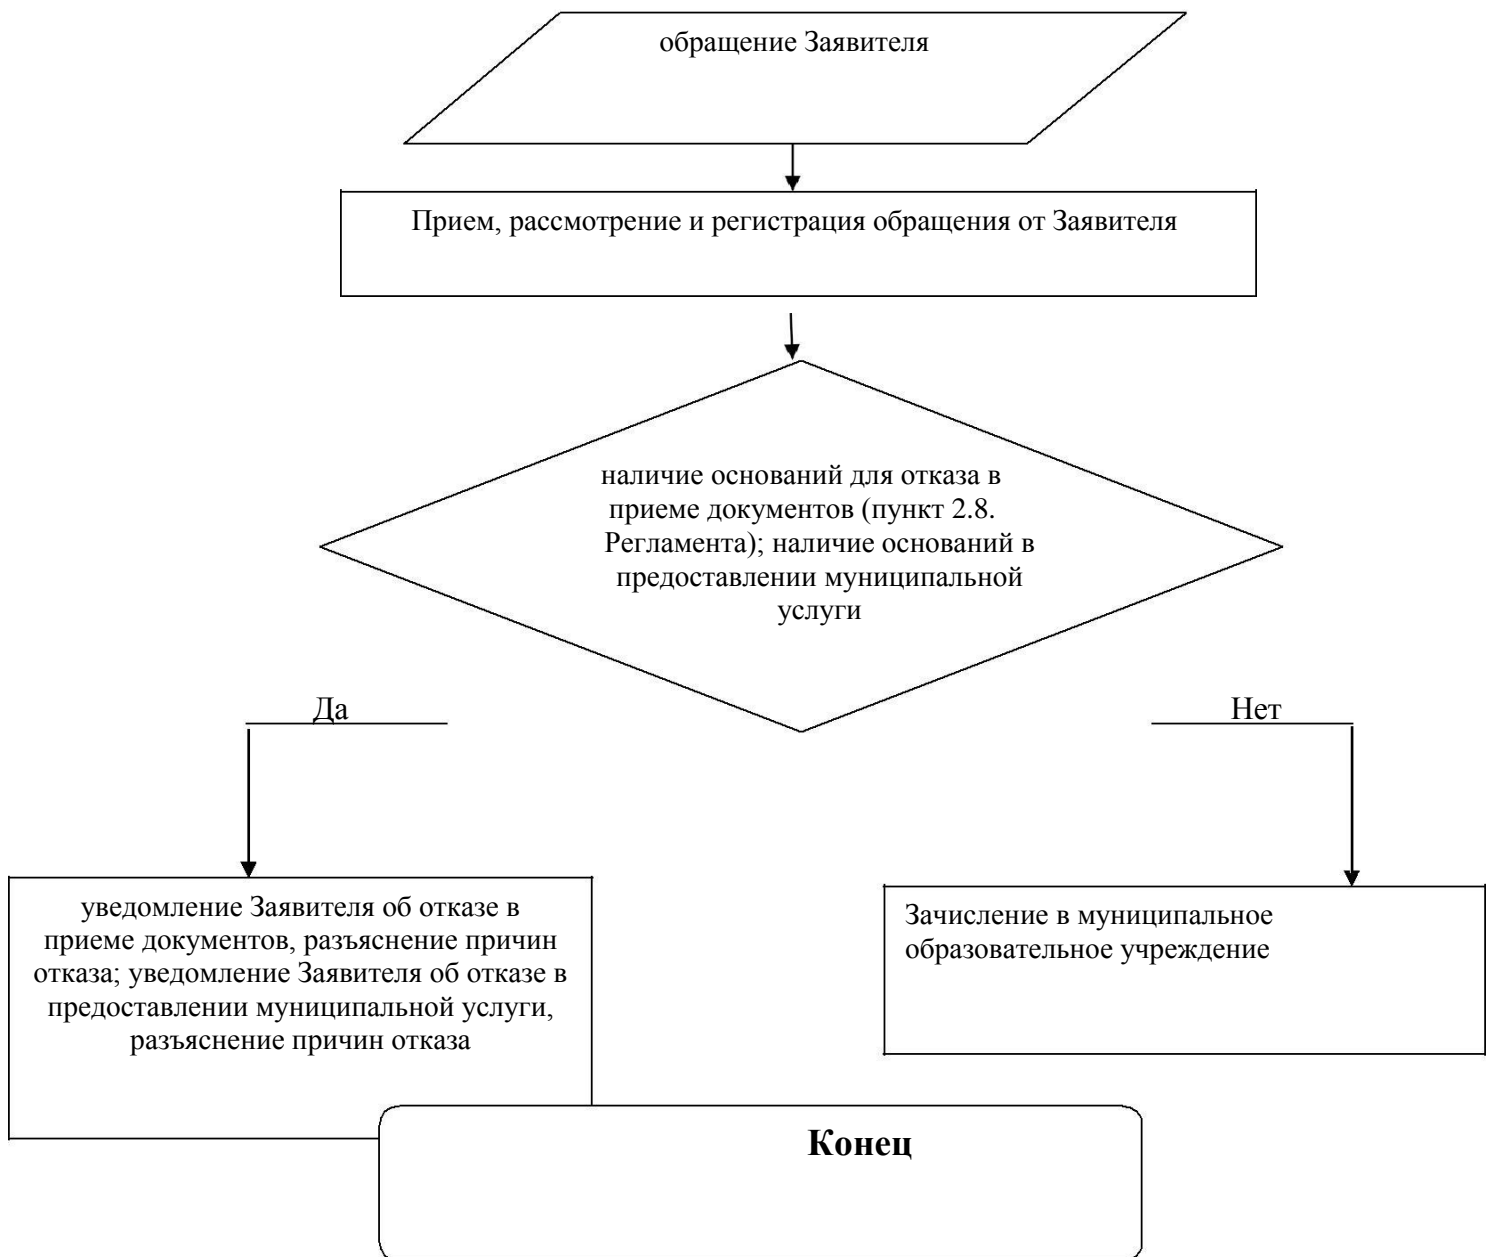 обращение Заявителя
Прием, рассмотрение и регистрация обращения от Заявителя
наличие оснований для отказа в
приеме документов (пункт 2.8.
Регламента); наличие оснований в
предоставлении муниципальной
услуги
Да
Нет
уведомление Заявителя об отказе в
приеме документов, разъяснение причин
отказа; уведомление Заявителя об отказе в
предоставлении муниципальной услуги,
разъяснение причин отказа
Зачисление в муниципальное
образовательное учреждение
Конец